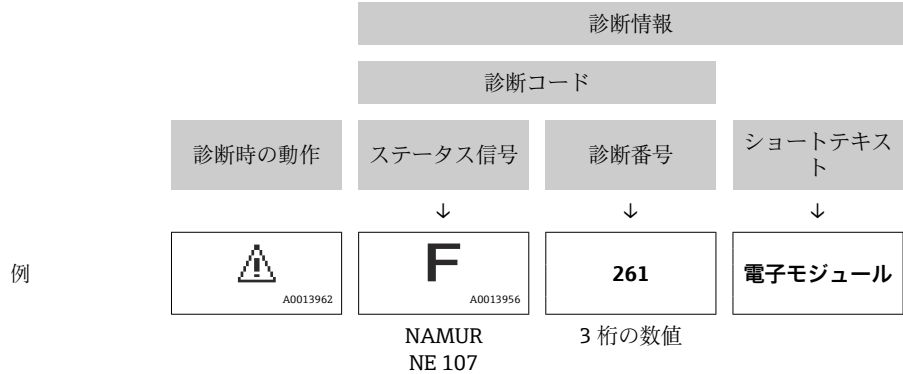 診断情報
診断コード
診断時の動作 ステータス信号 診断番号 ショートテキス
ト
↓ ↓ ↓
例 F 261 電子モジュール
A0013962 A0013956
NAMUR 3 桁の数値
NE 107